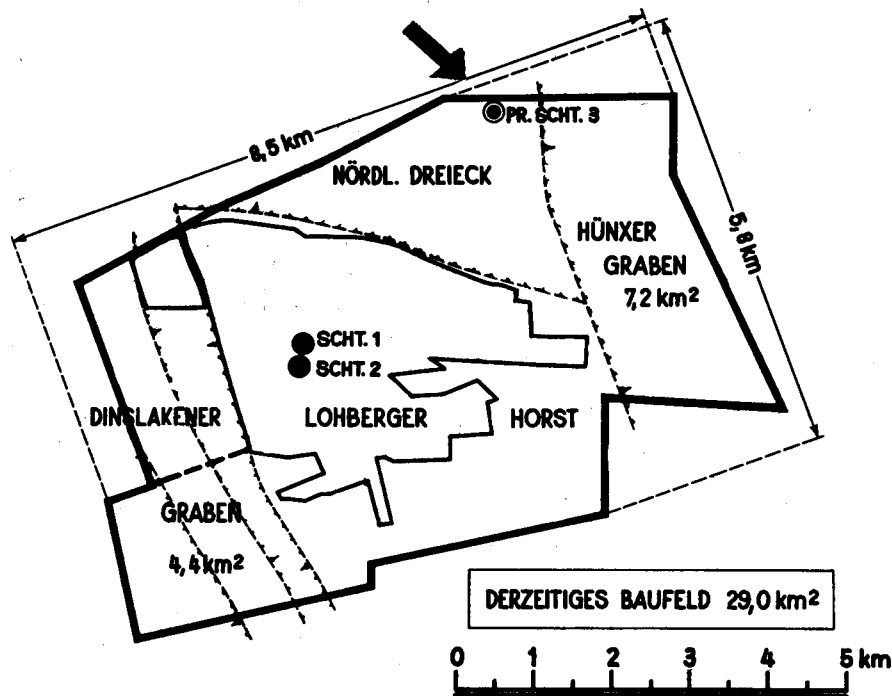 8,5 km
PR. SCHT. 3
NÖRDL. DREIECK
5,8 km
HÜNXER
GRABEN
7,2 km²
SCHT. 1
SCHT. 2
DINSLAKENER
LOHBERGER
HORST
GRABEN
4,4 km²
DERZEITIGES BAUFELD 29,0 km²
0 1 2 3 4 5 km